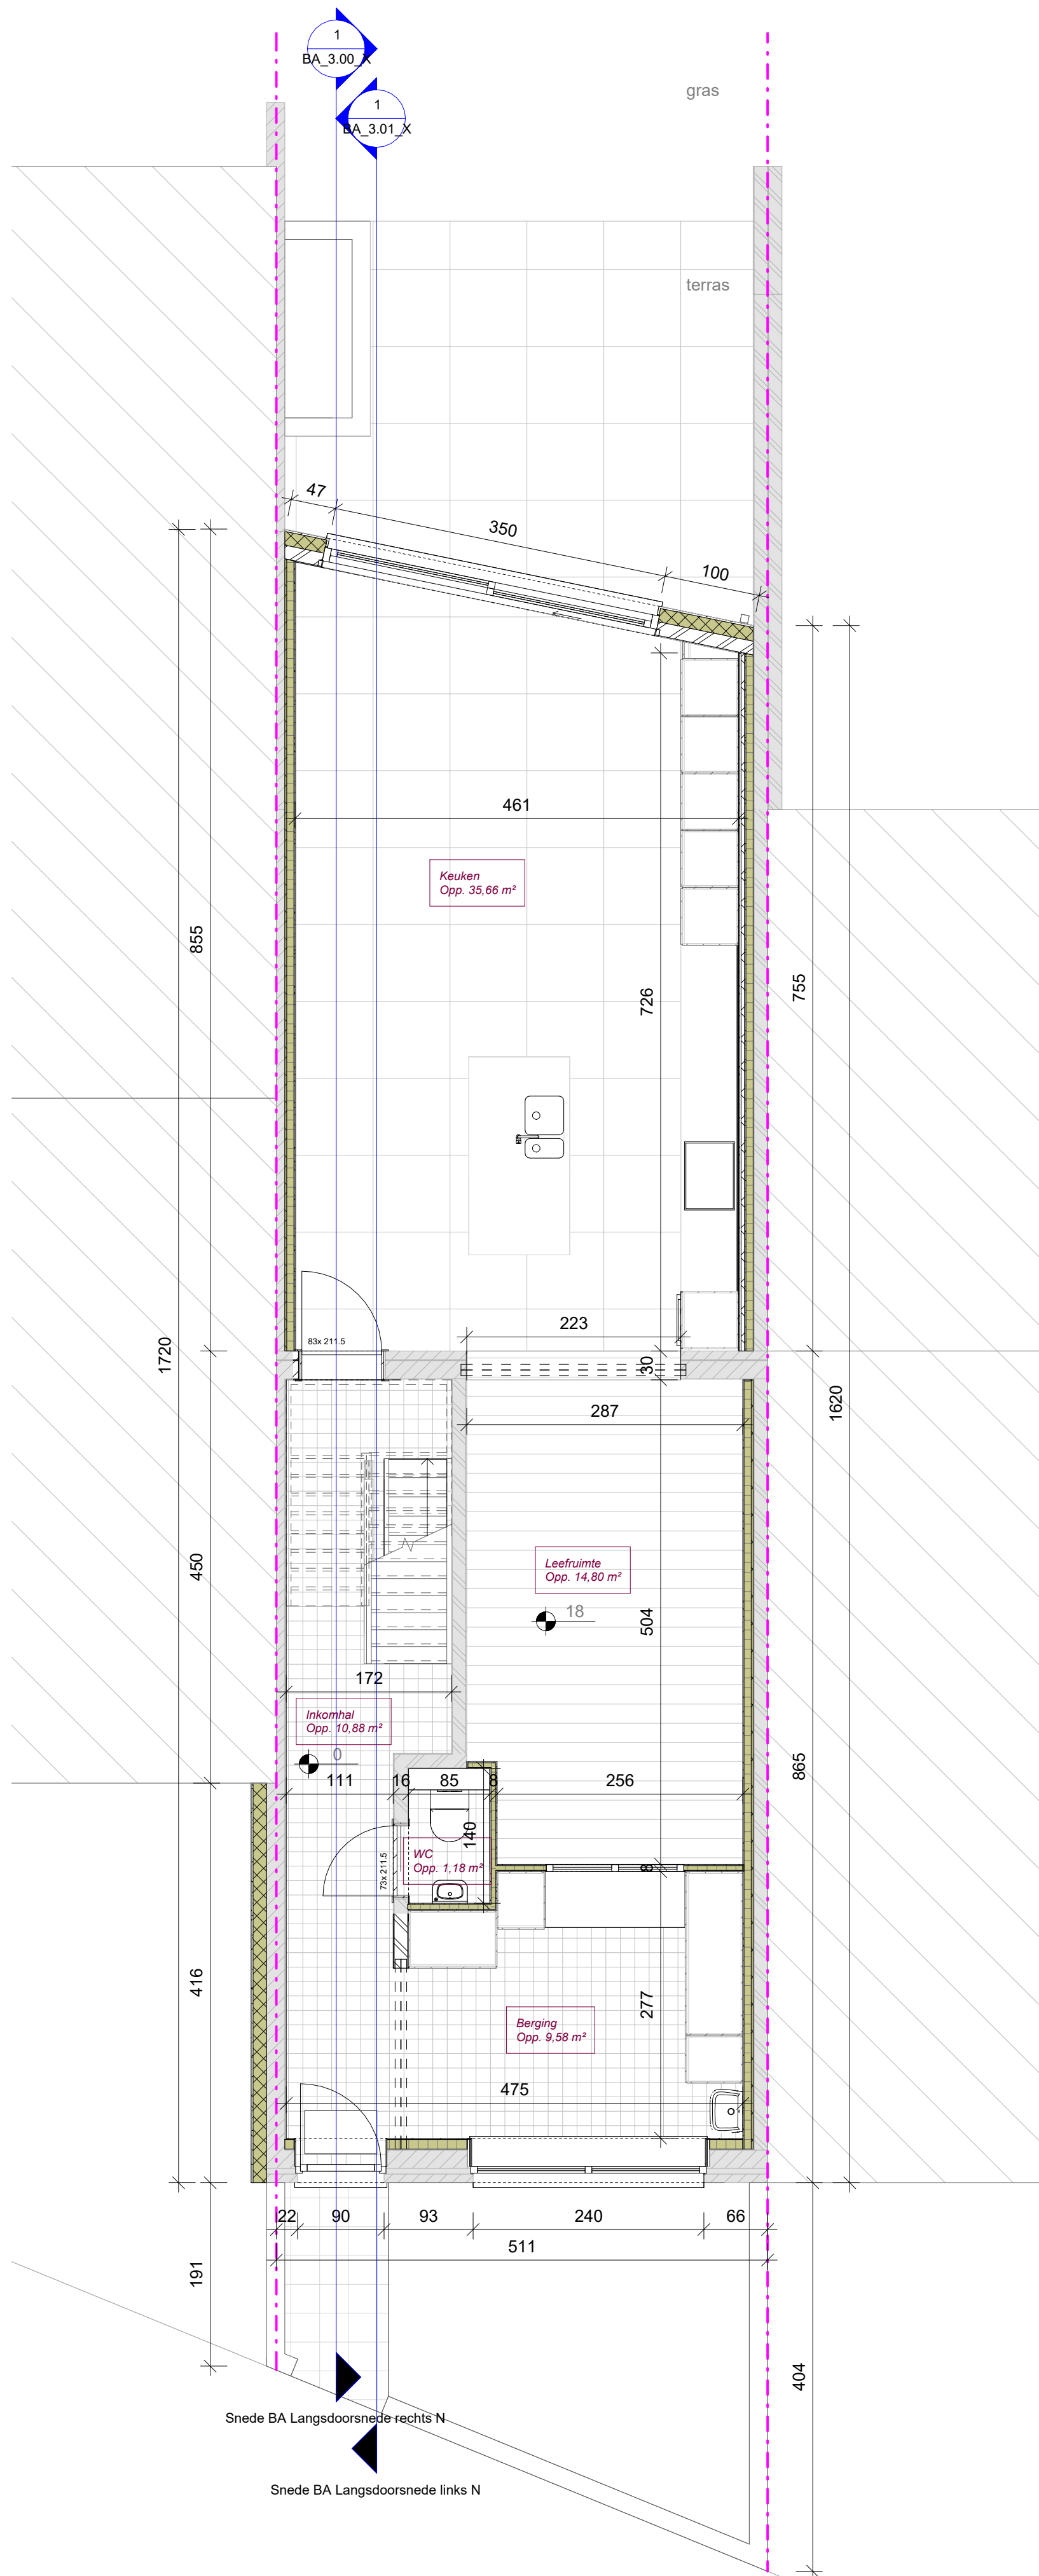 1
BA_3.00_X
1
BA_3.01_X
gras
terras
47
350
100
461
Keuken
Opp. 35,66 m²
855
726
755
1720
83x 211.5
223
30
1620
287
450
Leefruimte
Opp. 14,80 m²
18
504
172
Inkomhal
Opp. 10,88 m²
0
111
16
85
8
256
865
140
73x 211.5
WC
Opp. 1,18 m²
8
416
277
Berging
Opp. 9,58 m²
475
22
90
93
240
66
511
191
404
Snede BA Langsdoorsnede rechts N
Snede BA Langsdoorsnede links N